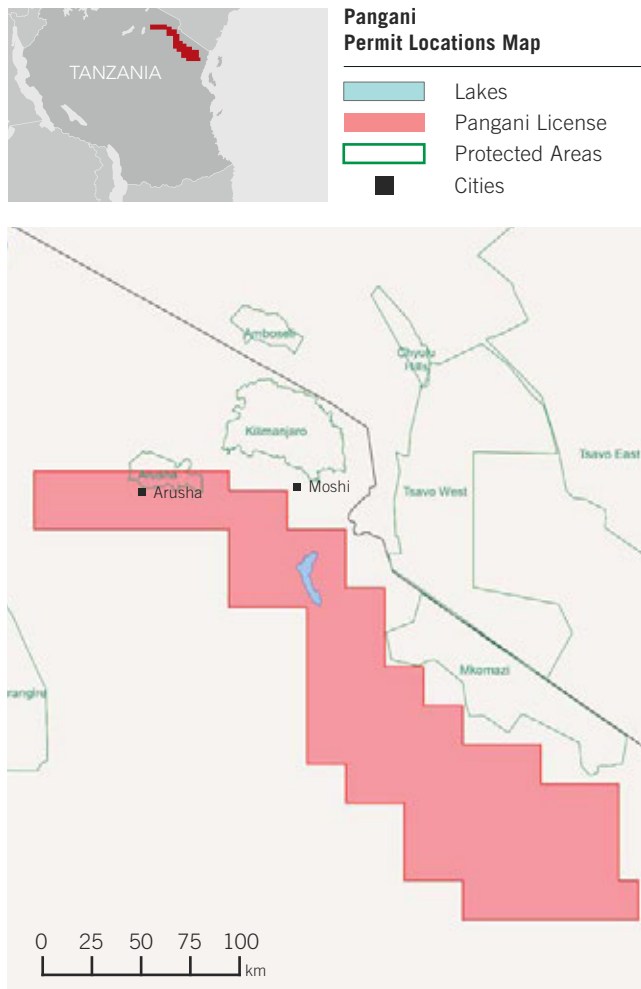 TANZANIA
Pangani
Permit Locations Map
Lakes
Pangani License
Protected Areas
Cities
Amboseli
Chyulu
Hills
Kilimanjaro
Tsavo East
Arusha
Arusha
Moshi
Tsavo West
Mkomazi
rangire
0 25 50 75 100
km